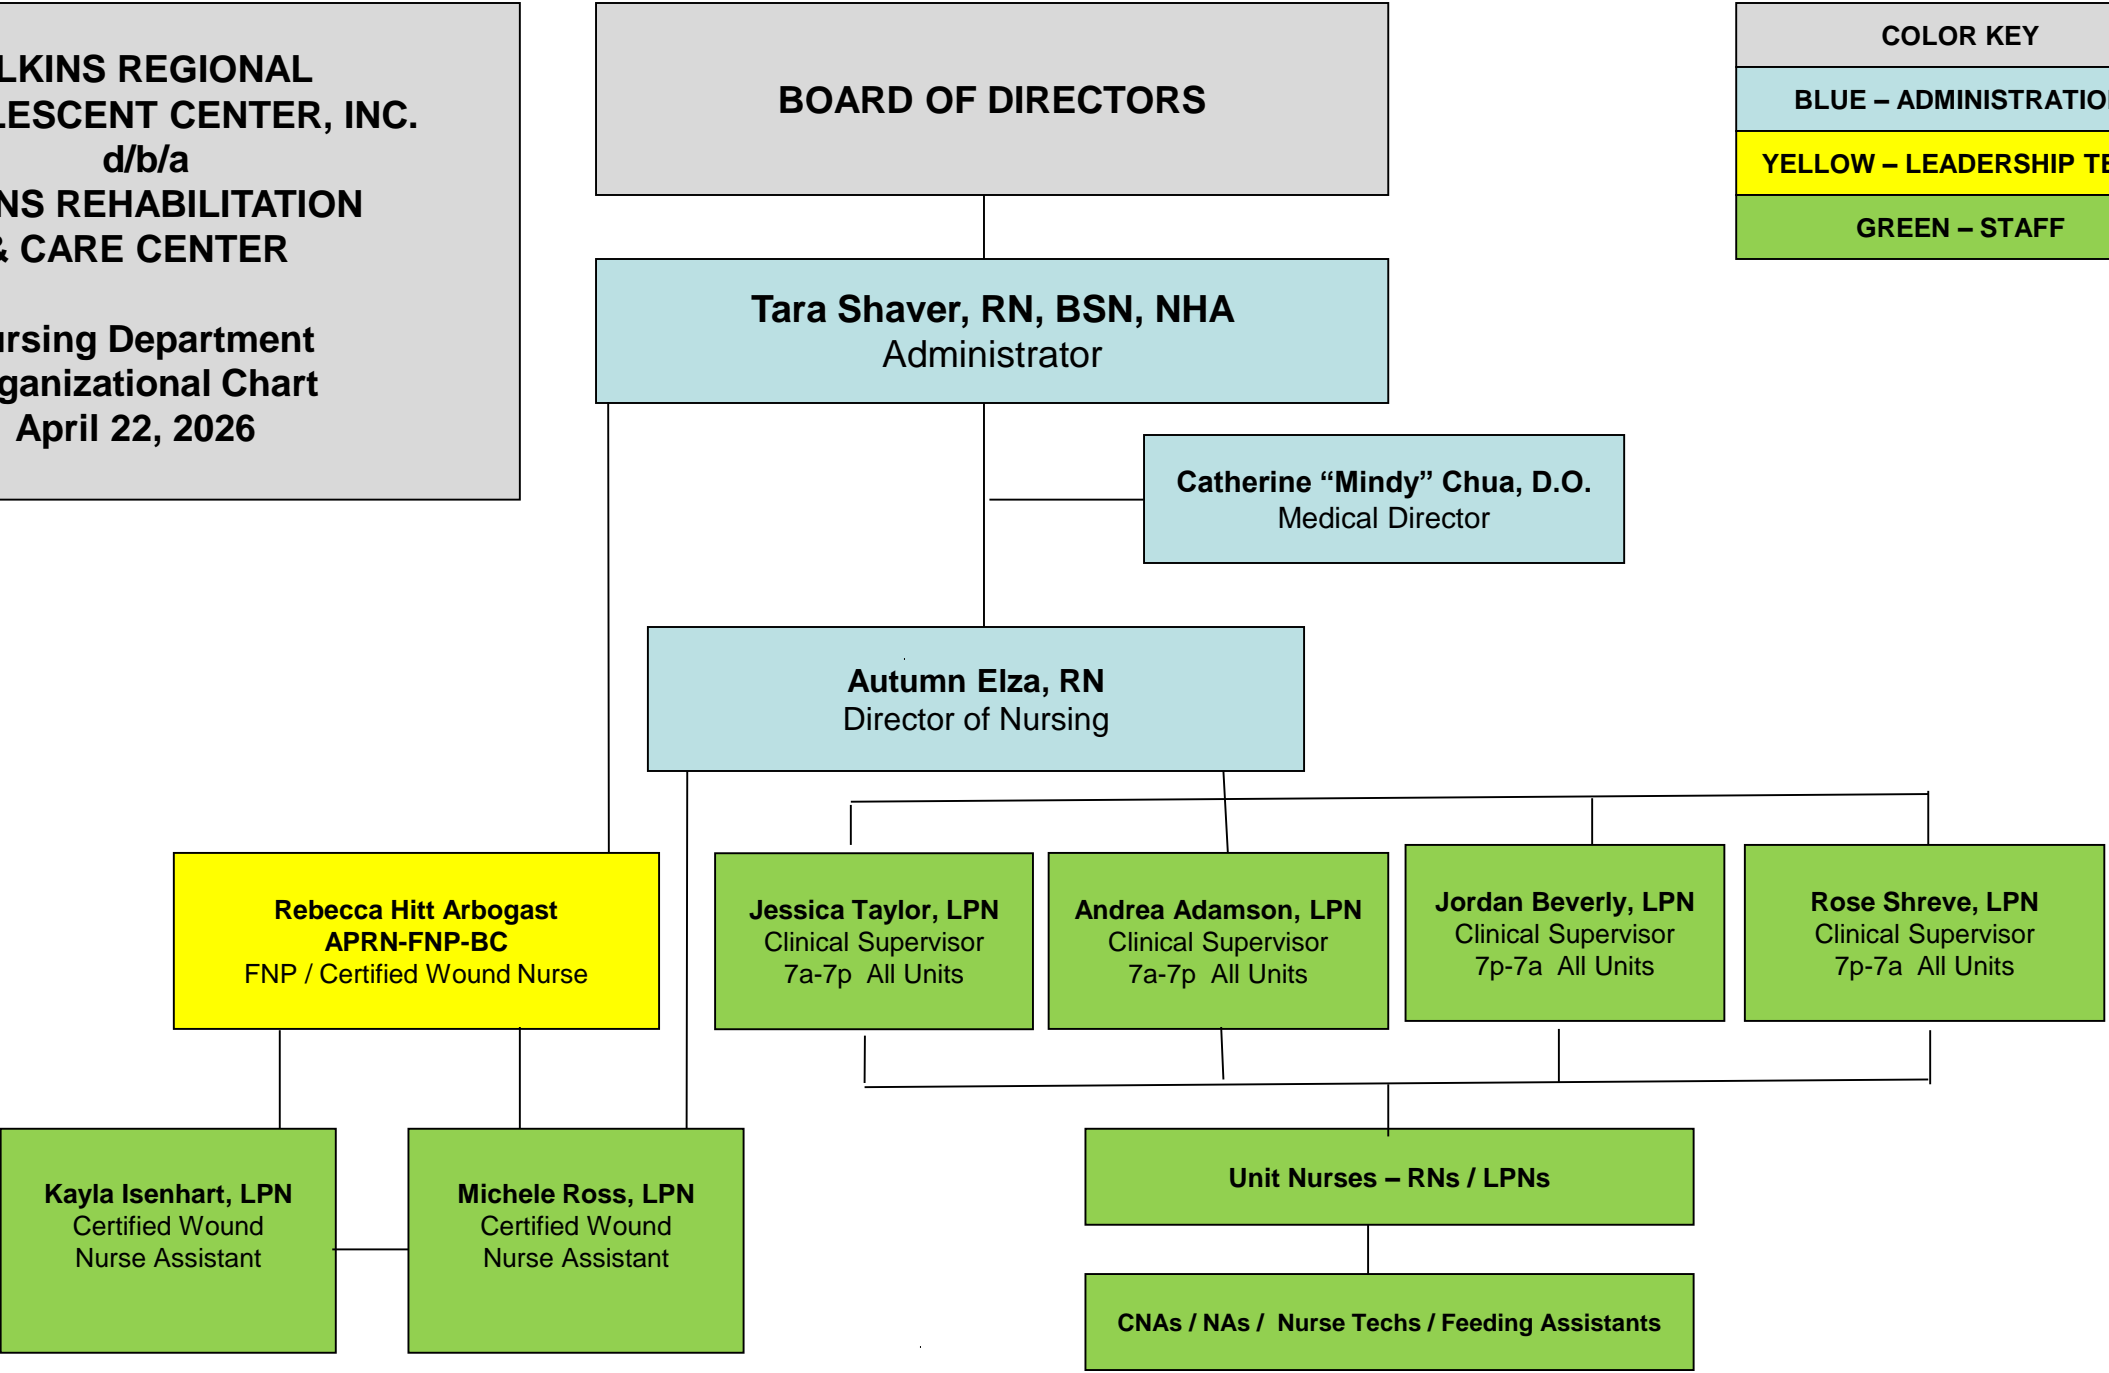 LKINS REGIONAL
LESCENT CENTER, INC.
d/b/a
NS REHABILITATION
& CARE CENTER
ursing Department
ganizational Chart
April 22, 2026
BOARD OF DIRECTORS
COLOR KEY
BLUE – ADMINISTRATIO
YELLOW – LEADERSHIP TE
GREEN – STAFF
Tara Shaver, RN, BSN, NHA
Administrator
Catherine “Mindy” Chua, D.O.
Medical Director
Autumn Elza, RN
Director of Nursing
Rebecca Hitt Arbogast
APRN-FNP-BC
FNP / Certified Wound Nurse
Jessica Taylor, LPN
Clinical Supervisor
7a-7p All Units
Andrea Adamson, LPN
Clinical Supervisor
7a-7p All Units
Jordan Beverly, LPN
Clinical Supervisor
7p-7a All Units
Rose Shreve, LPN
Clinical Supervisor
7p-7a All Units
Kayla Isenhart, LPN
Certified Wound
Nurse Assistant
Michele Ross, LPN
Certified Wound
Nurse Assistant
Unit Nurses – RNs / LPNs
CNAs / NAs / Nurse Techs / Feeding Assistants